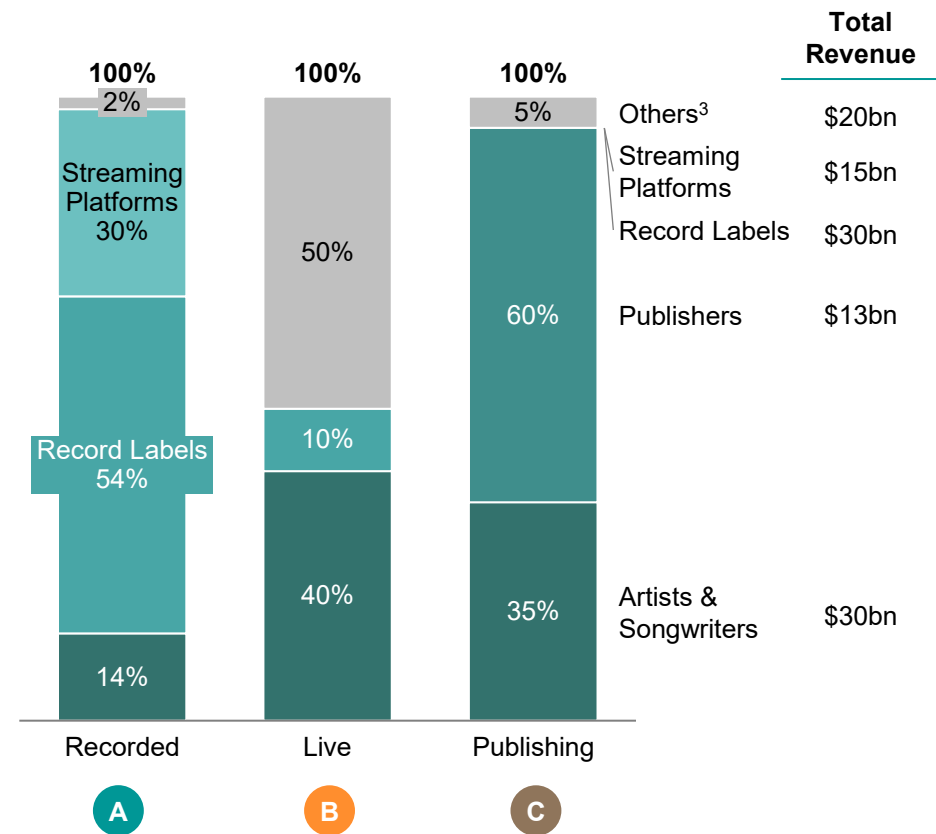 Total
Revenue
100%
100%
100%
2%
5%
Others³
$20bn
Streaming
Platforms
30%
Streaming
Platforms
$15bn
50%
Record Labels
$30bn
60%
Publishers
$13bn
10%
Record Labels
54%
40%
35%
Artists &
Songwriters
$30bn
14%
Recorded
Live
Publishing
A
B
C